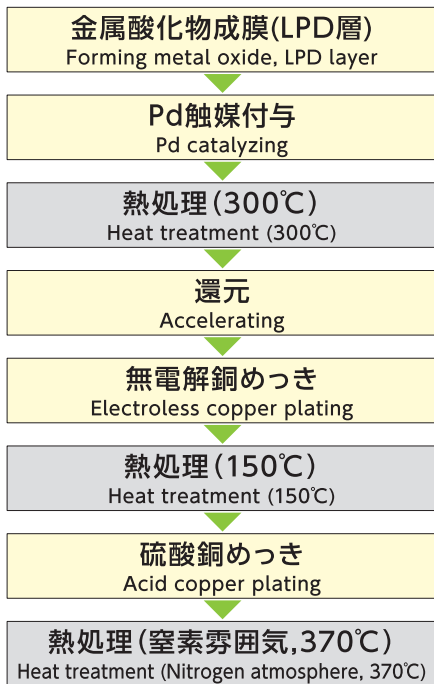 金属酸化物成膜(LPD層)
Forming metal oxide, LPD layer
Pd触媒付与
Pd catalyzing
熱処理(300℃)
Heat treatment (300℃)
還元
Accelerating
無電解銅めっき
Electroless copper plating
熱処理(150℃)
Heat treatment (150℃)
硫酸銅めっき
Acid copper plating
熱処理(窒素雰囲気,370℃)
Heat treatment (Nitrogen atmosphere, 370℃)